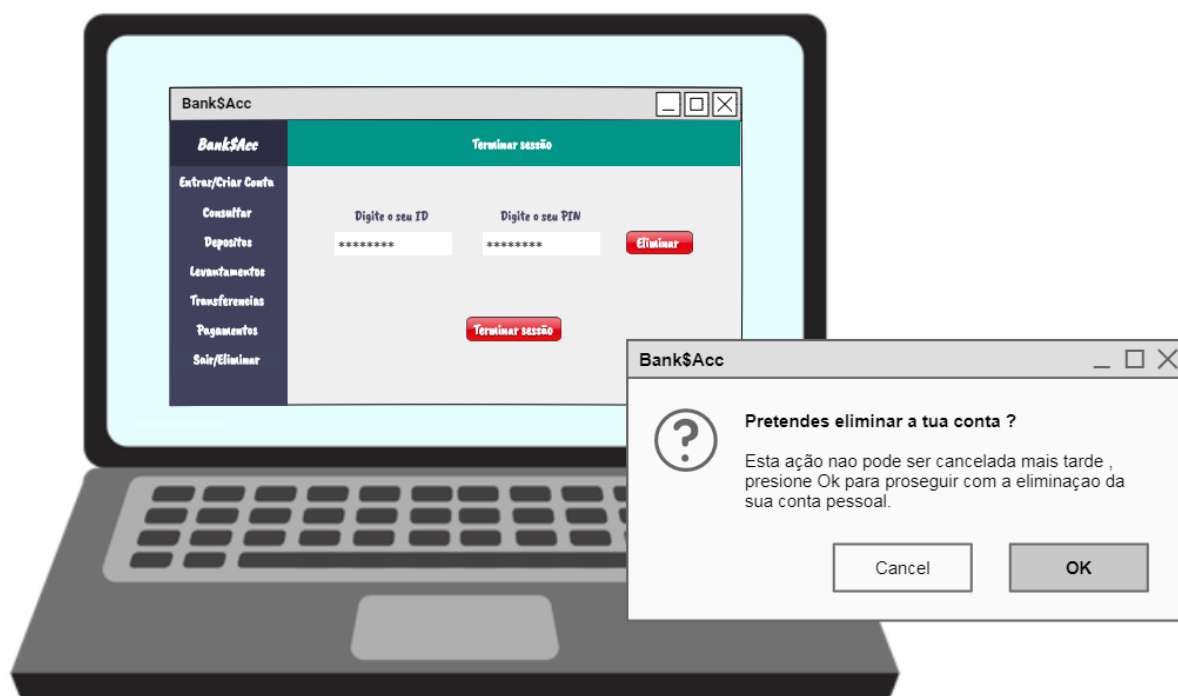 Bank$Acc
Bank$Acc
Terminar sessão
Entrar/Criar Conta
Consultar
Depositos
Levantamentos
Transferencias
Pagamentos
Sair/Eliminar
Digite o seu ID
Digite o seu PIN
********
********
Eliminar
Terminar sessão
Bank$Acc
Pretendes eliminar a tua conta ?
Esta ação nao pode ser cancelada mais tarde ,
presione Ok para proseguir com a eliminaçao da
sua conta pessoal.
Cancel
OK